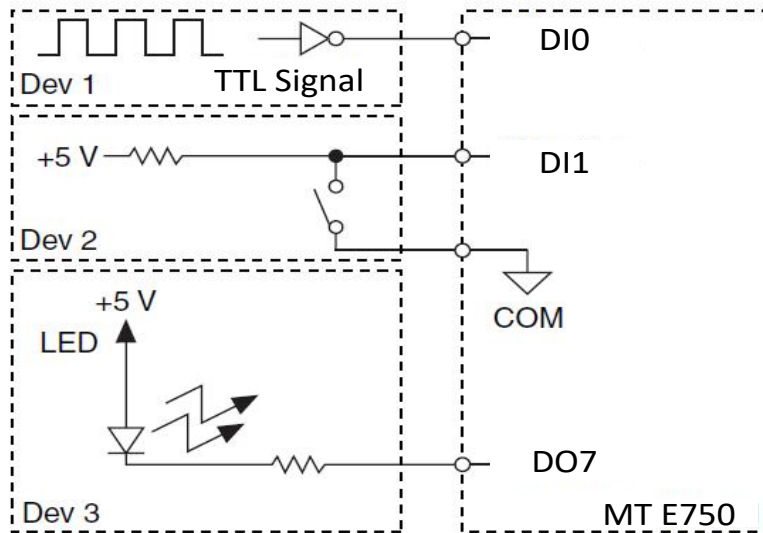 DI0
TTL Signal
Dev 1
+5 V
DI1
Dev 2
COM
+5 V
LED
DO7
Dev 3
MT E750